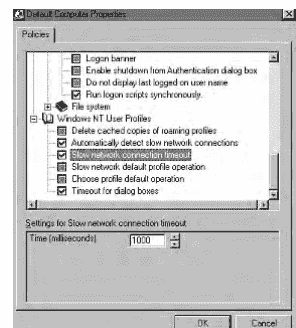 Default Computer Properties
Policies
Logon banner
Enable shutdown from Authentication dialog box
Do not display last logged on user name
Run logon scripts synchronously.
File system
Windows NT User Profiles
Delete cached copies of roaming profiles
Automatically detect slow network connections
Slow network connection timeout
Slow network default profile operation
Choose profile default operation
Timeout for dialog boxes
Settings for Slow network connection timeout
Time (milliseconds) 1000
OK Cancel